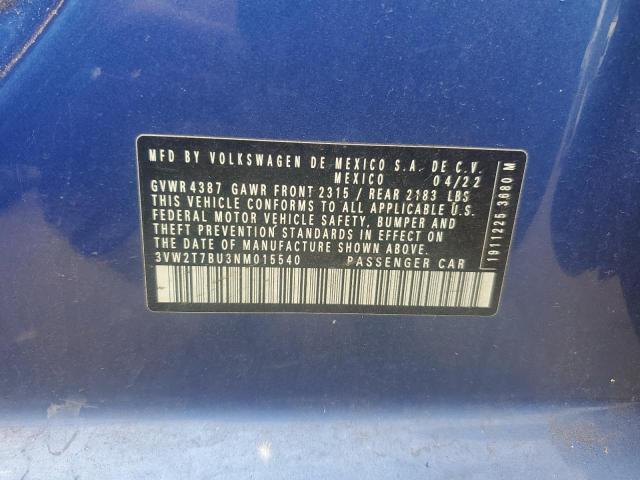 MFD BY VOLKSWAGEN DE MEXICO S.A. DE C.V.
MEXICO 04/22
GVWR 4387 GAWR FRONT 2315 / REAR 2183 LBS
THIS VEHICLE CONFORMS TO ALL APPLICABLE U.S.
FEDERAL MOTOR VEHICLE SAFETY, BUMPER AND
THEFT PREVENTION STANDARDS IN EFFECT ON
THE DATE OF MANUFACTURE SHOWN ABOVE.
3VW2T7BU3NM015540 PASSENGER CAR
1911225 3880 M